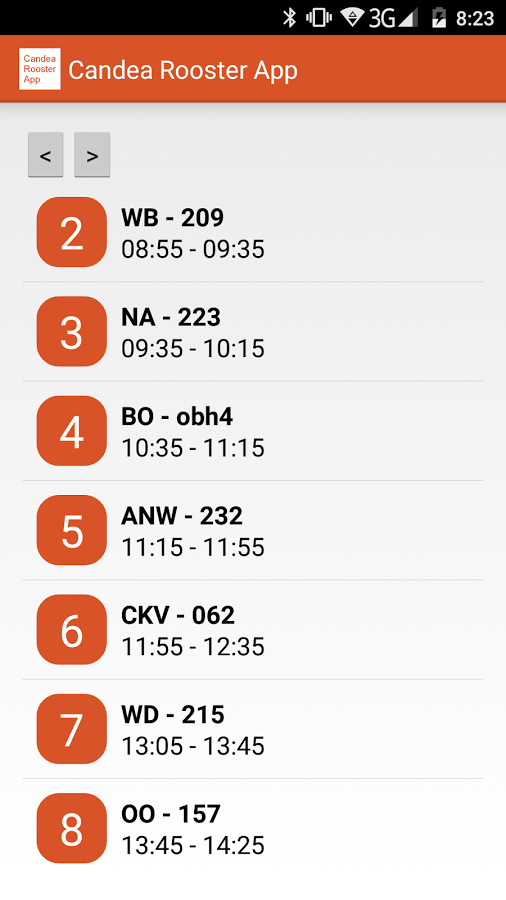 3G 8:23
Candea
Rooster
App
Candea Rooster App
< >
2
WB - 209
08:55 - 09:35
3
NA - 223
09:35 - 10:15
4
BO - obh4
10:35 - 11:15
5
ANW - 232
11:15 - 11:55
6
CKV - 062
11:55 - 12:35
7
WD - 215
13:05 - 13:45
8
OO - 157
13:45 - 14:25